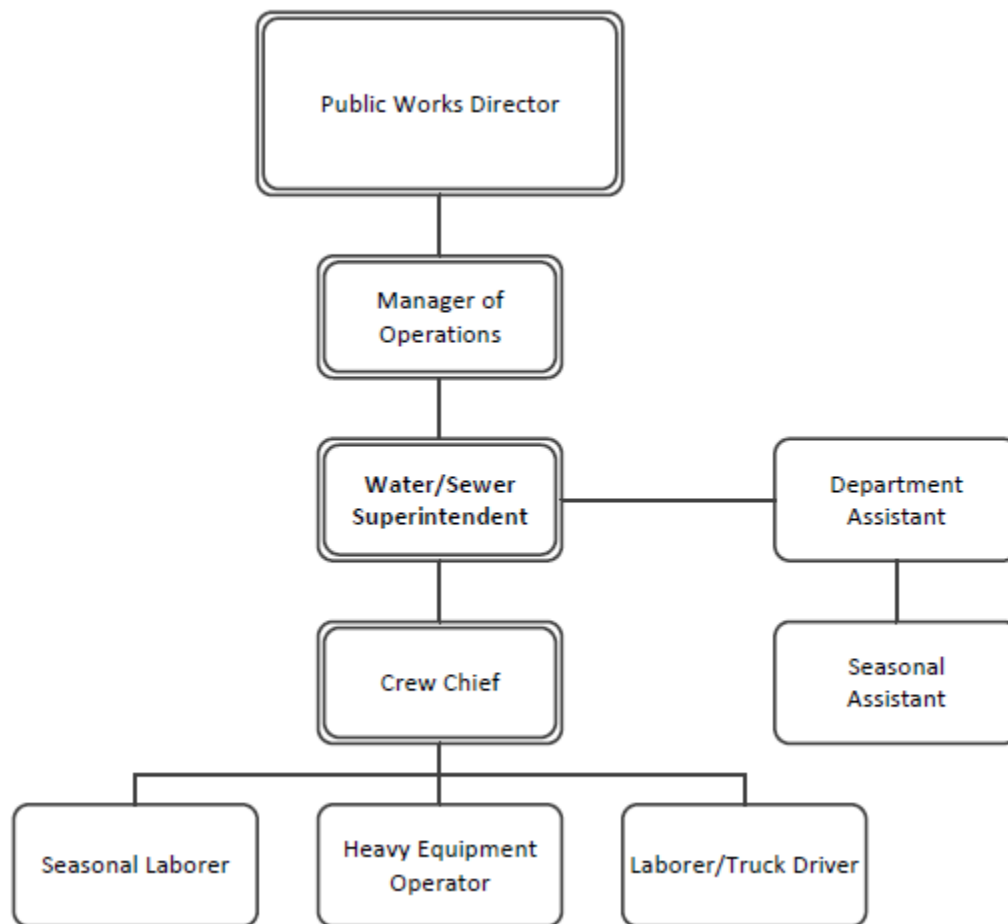 Public Works Director
Manager of
Operations
Water/Sewer
Superintendent
Department
Assistant
Crew Chief
Seasonal
Assistant
Seasonal Laborer
Heavy Equipment
Operator
Laborer/Truck Driver